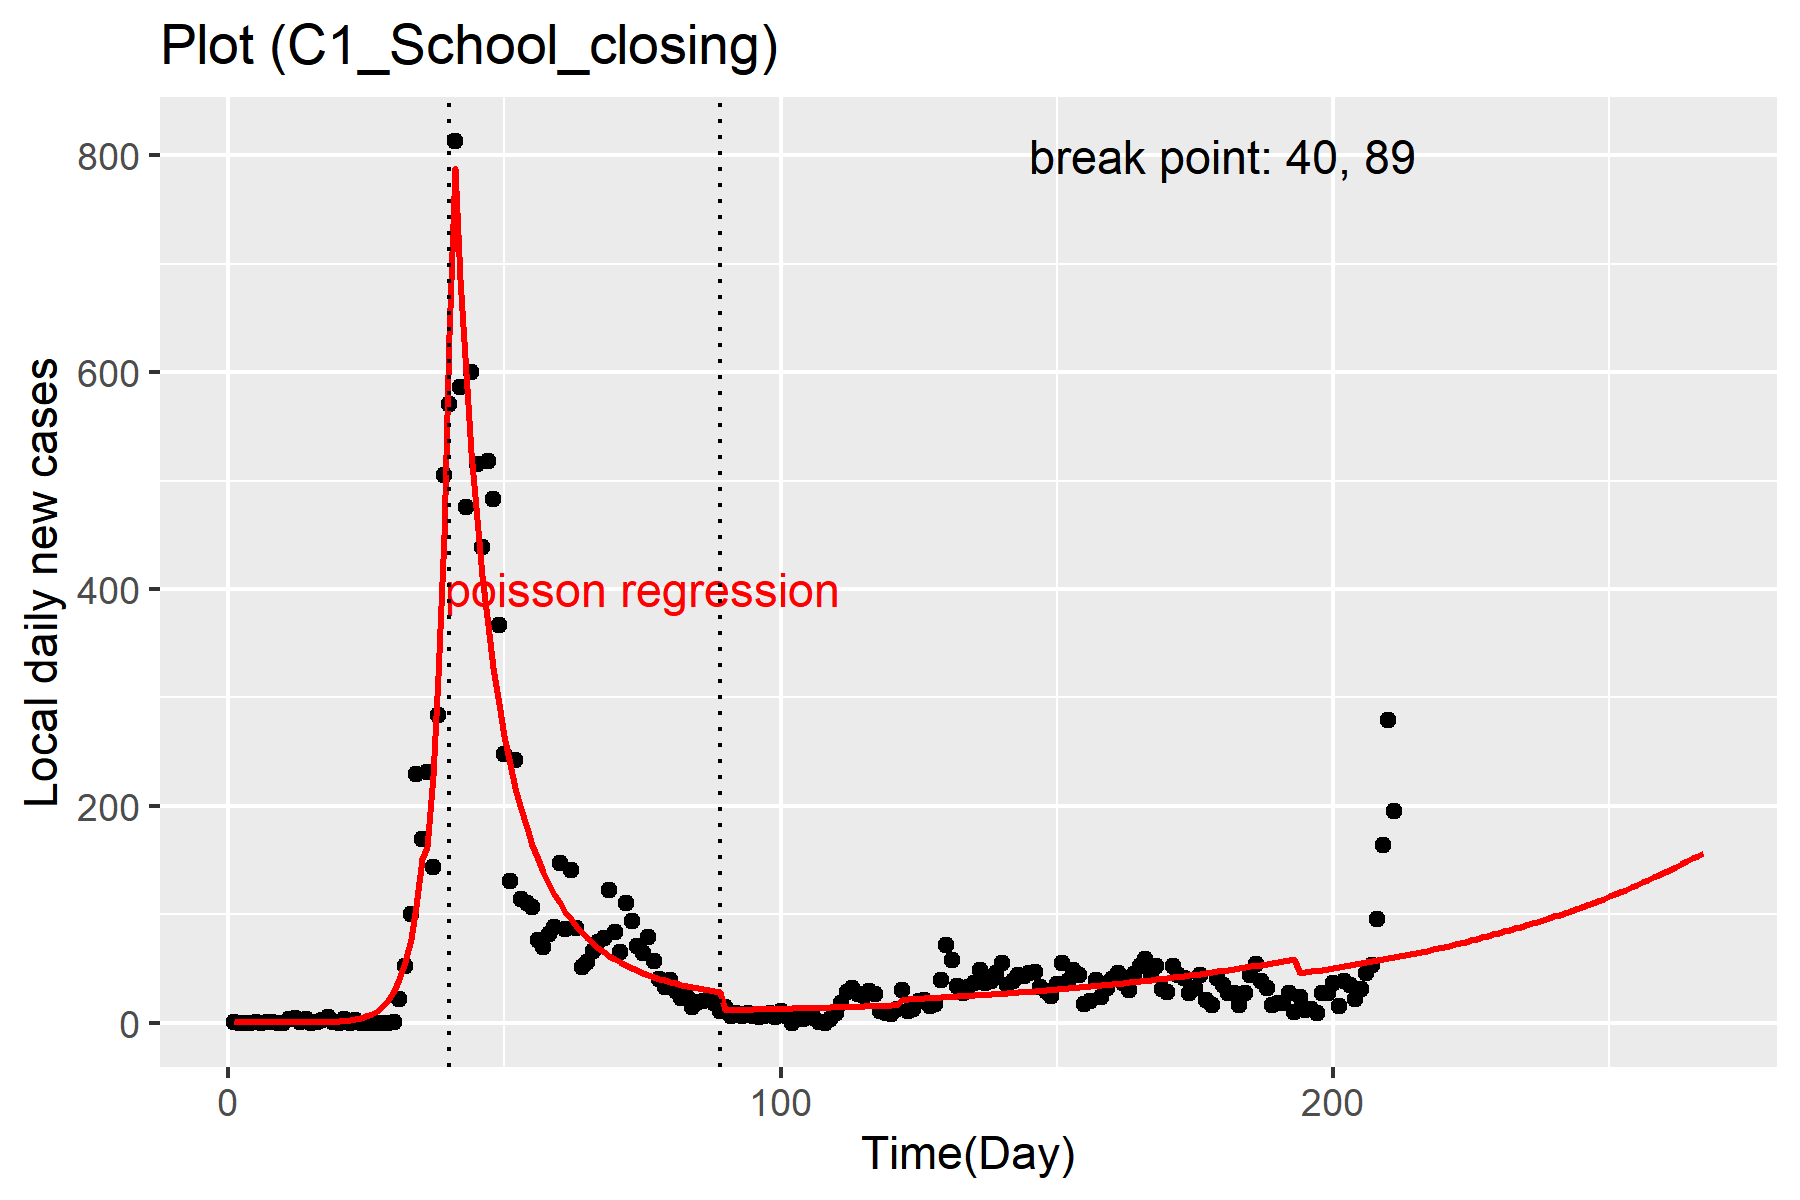 Plot (C1_School_closing)
break point: 40, 89
poisson regression
Local daily new cases
800
600
400
200
0
0
100
200
Time(Day)